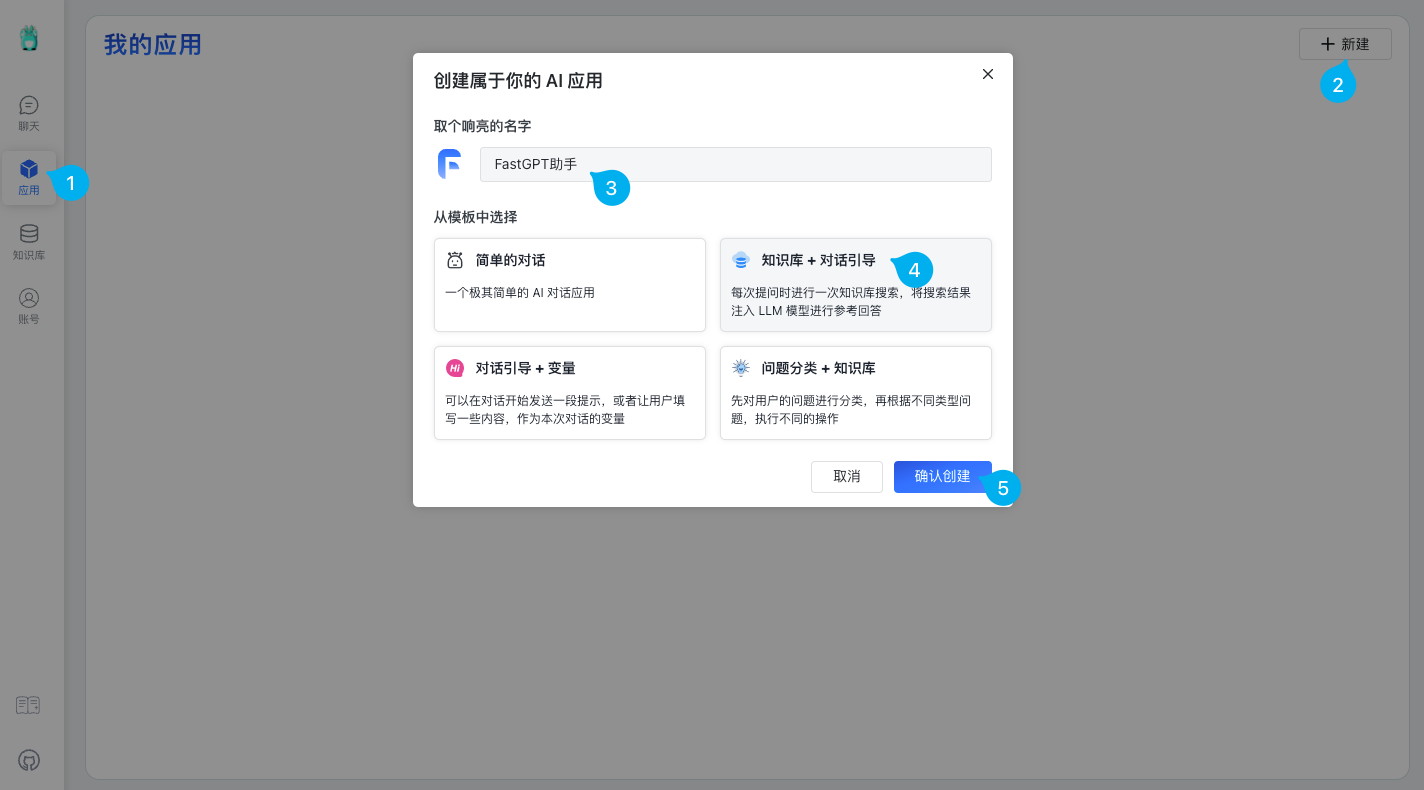 我的应用
新建
2
聊天
应用
1
知识库
账号
创建属于你的 AI 应用
取个响亮的名字
FastGPT助手
3
从模板中选择
简单的对话
一个极其简单的 AI 对话应用
知识库 + 对话引导
4
每次提问时进行一次知识库搜索，将搜索结果
注入 LLM 模型进行参考回答
Hi
对话引导 + 变量
可以在对话开始发送一段提示，或者让用户填
写一些内容，作为本次对话的变量
问题分类 + 知识库
先对用户的问题进行分类，再根据不同类型问
题，执行不同的操作
取消
确认创建
5